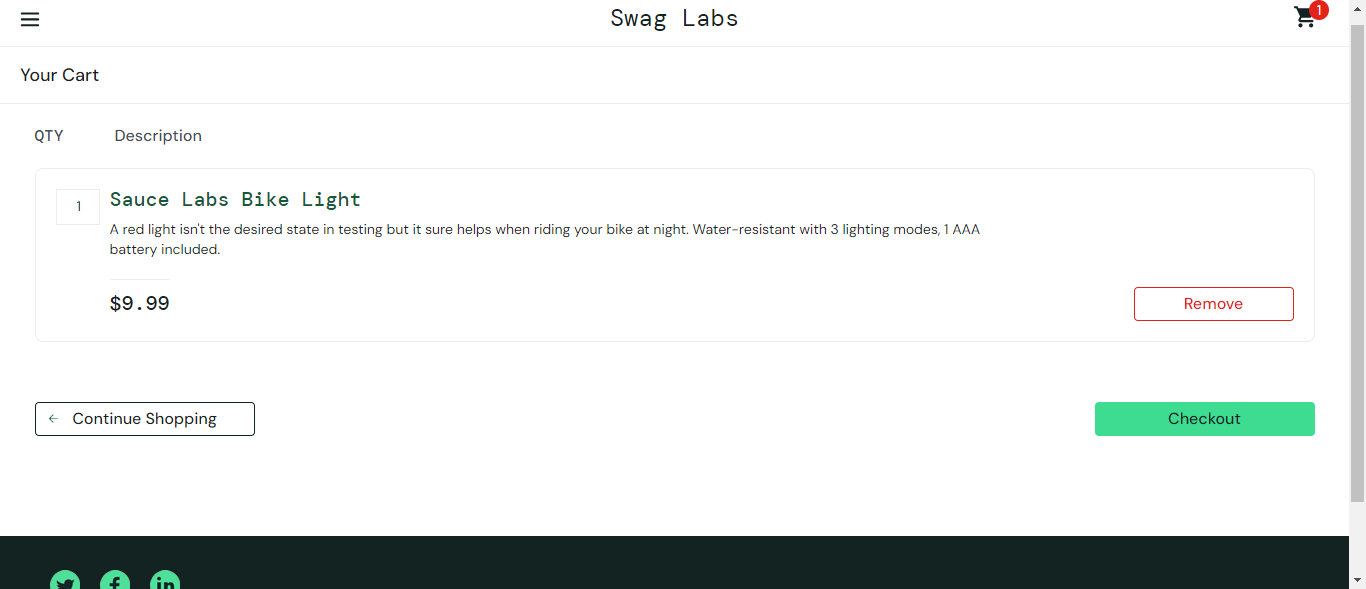 Swag Labs
1
Your Cart
QTY Description
1
Sauce Labs Bike Light
A red light isn't the desired state in testing but it sure helps when riding your bike at night. Water-resistant with 3 lighting modes, 1 AAA
battery included.
$9.99
Remove
Continue Shopping
Checkout